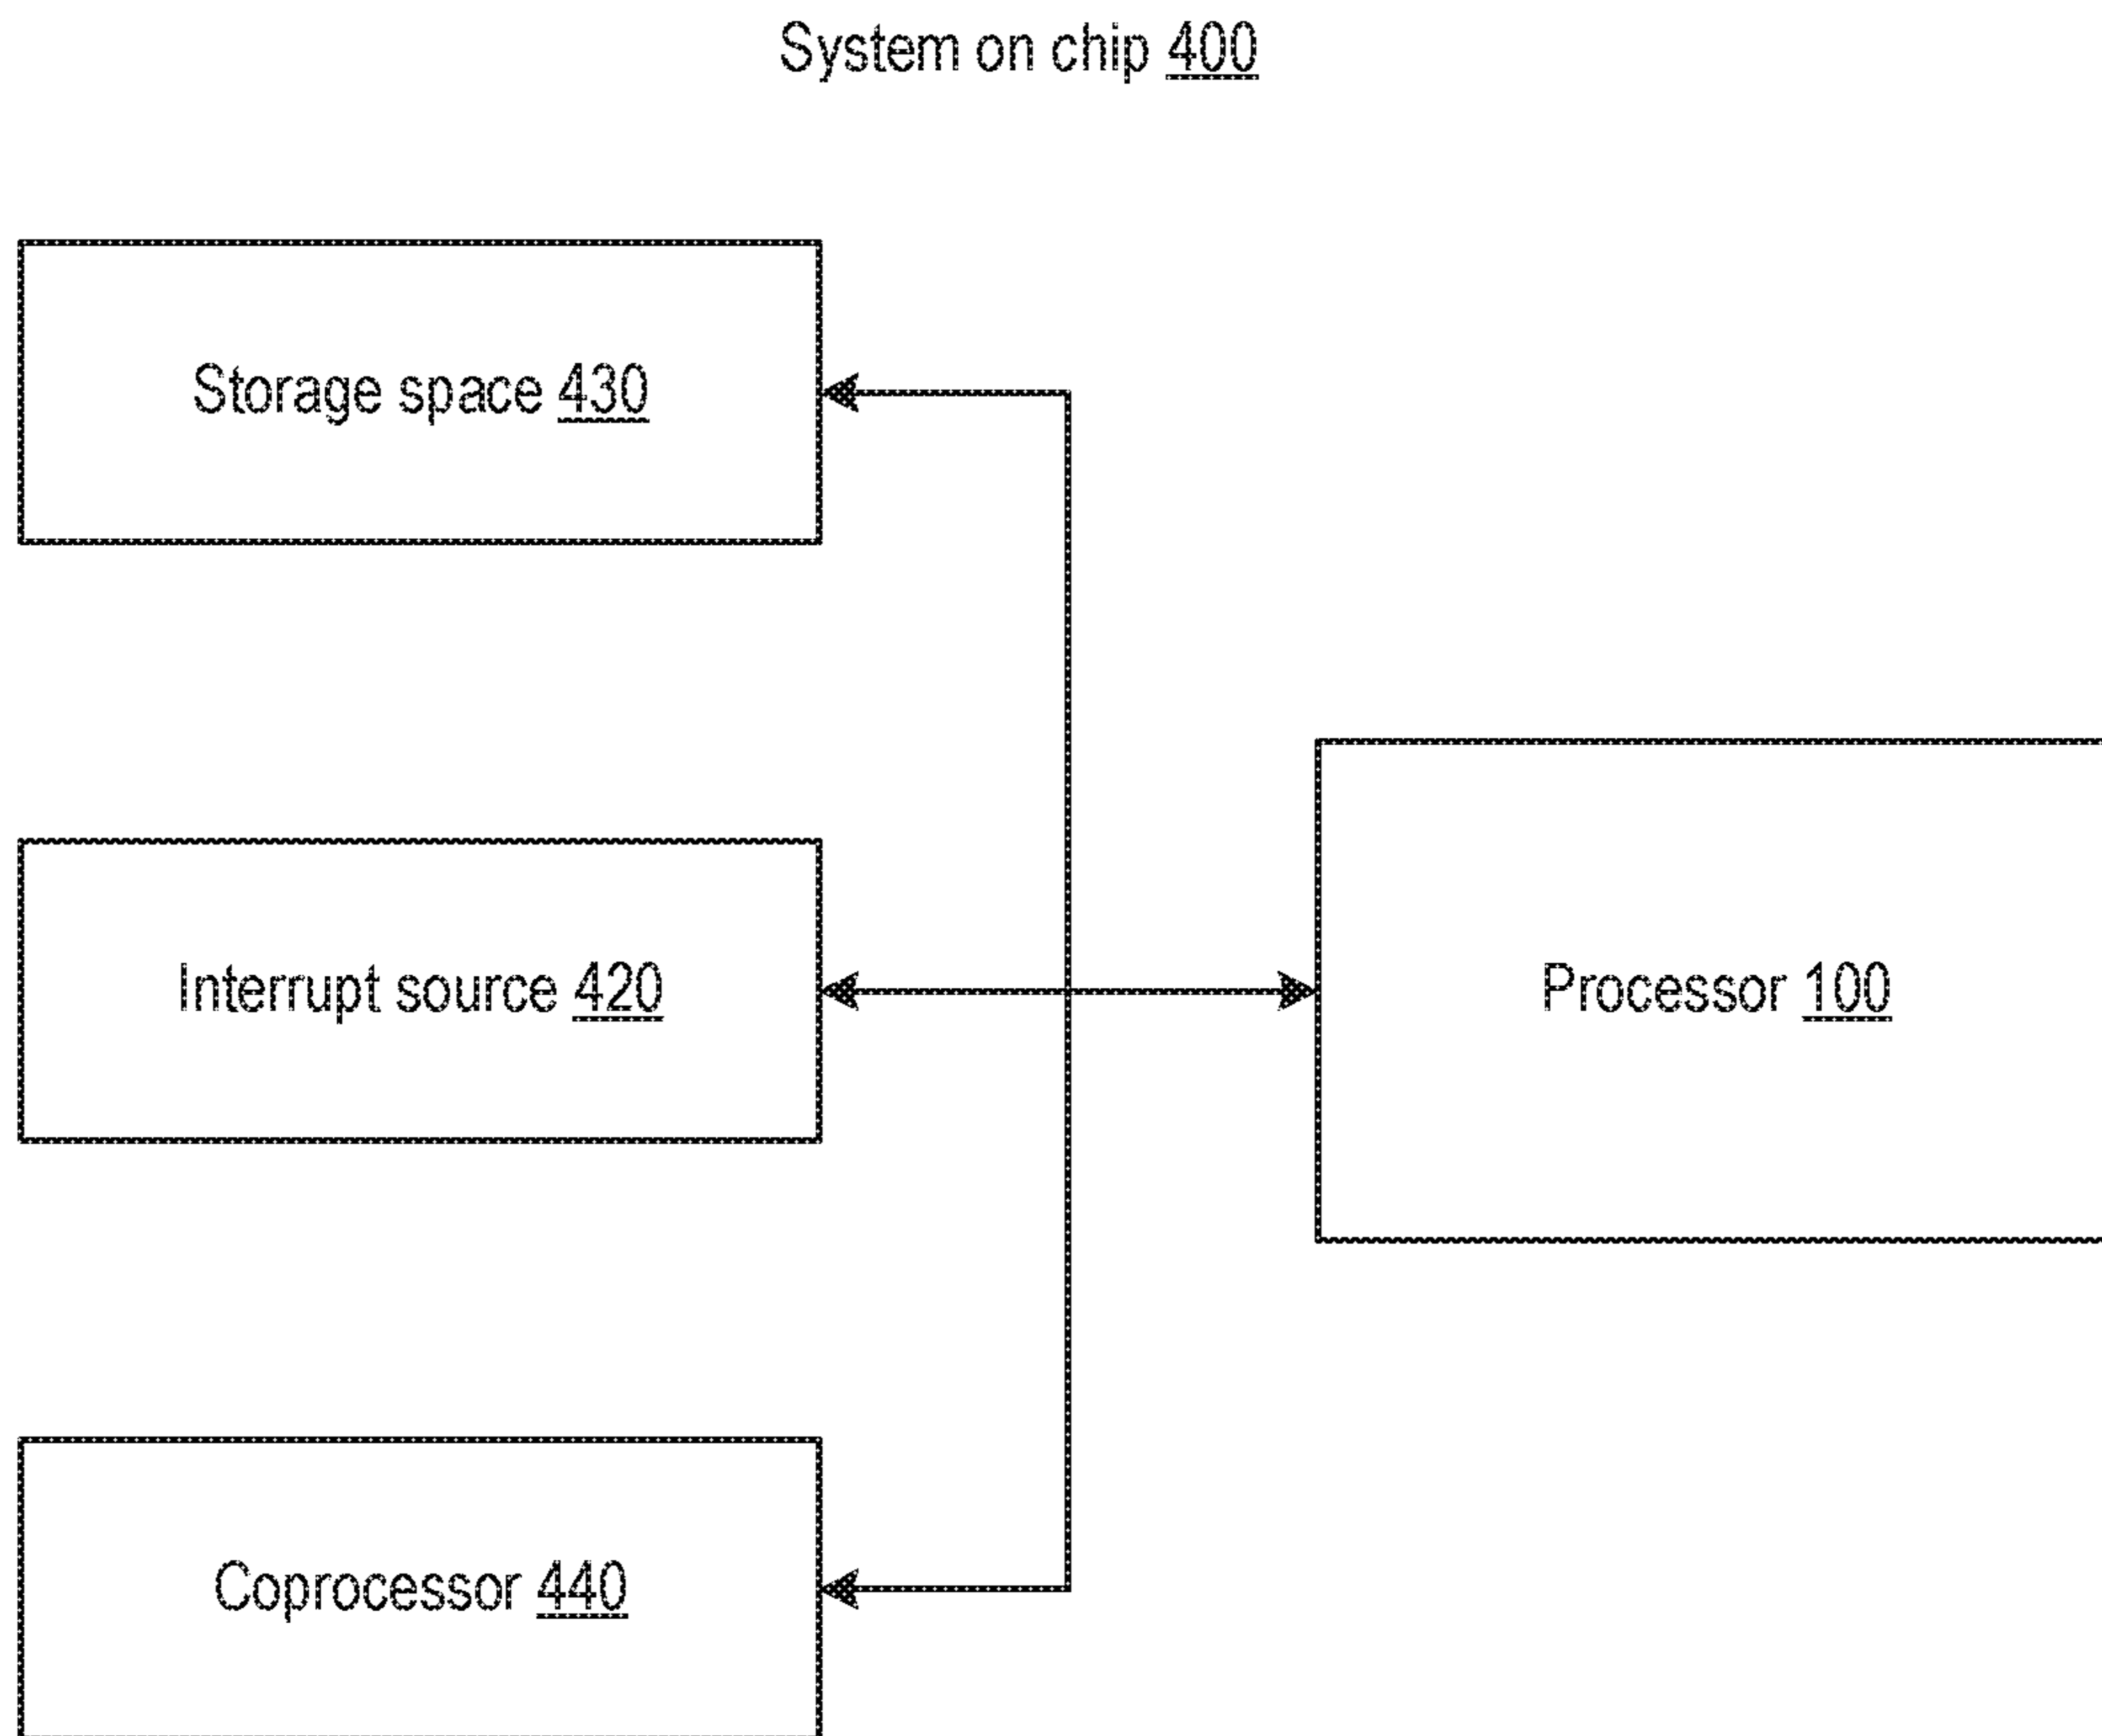 System on chip 400
Storage space 430
Interrupt source 420
Processor 100
Coprocessor 440